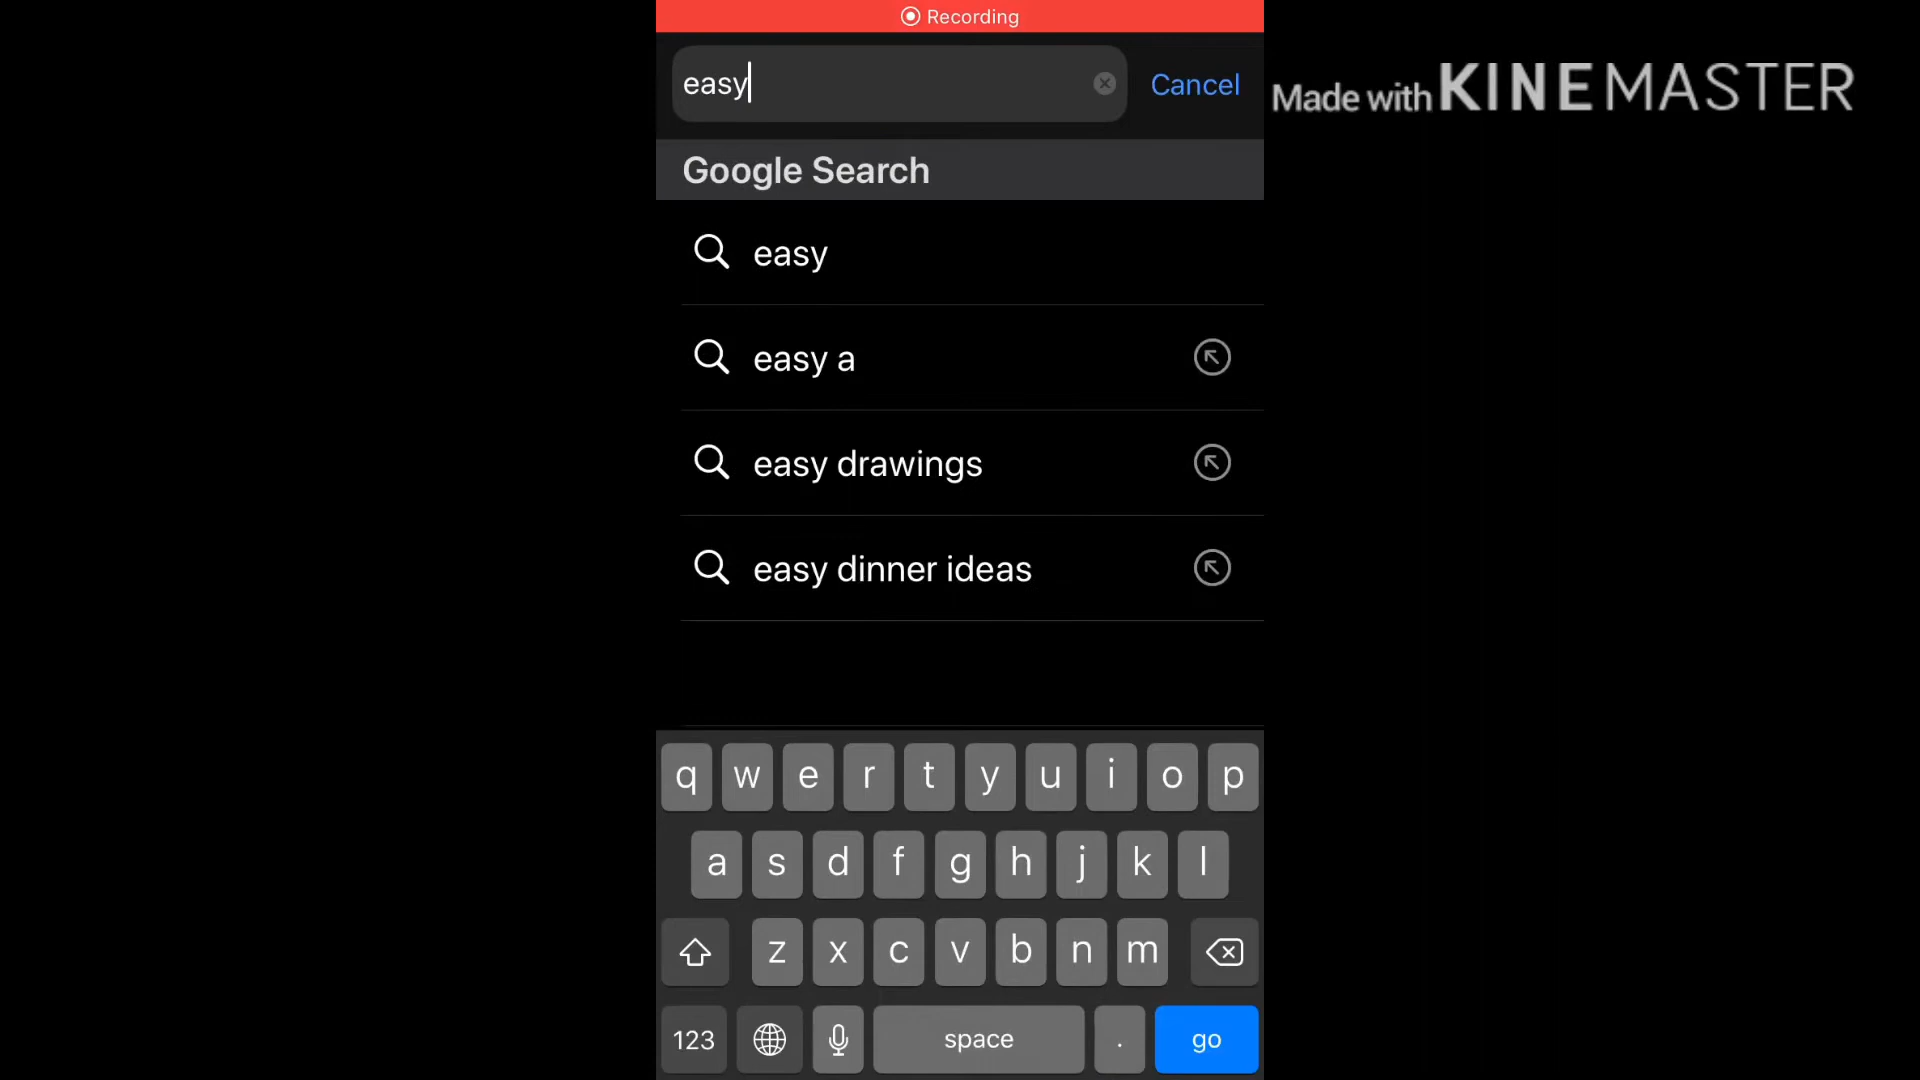 Recording
easy
Cancel
Made with KINEMASTER
Google Search
easy
easy a
easy drawings
easy dinner ideas
q w e r t y u i o p
a s d f g h j k l
z x c v b n m
123 space . go